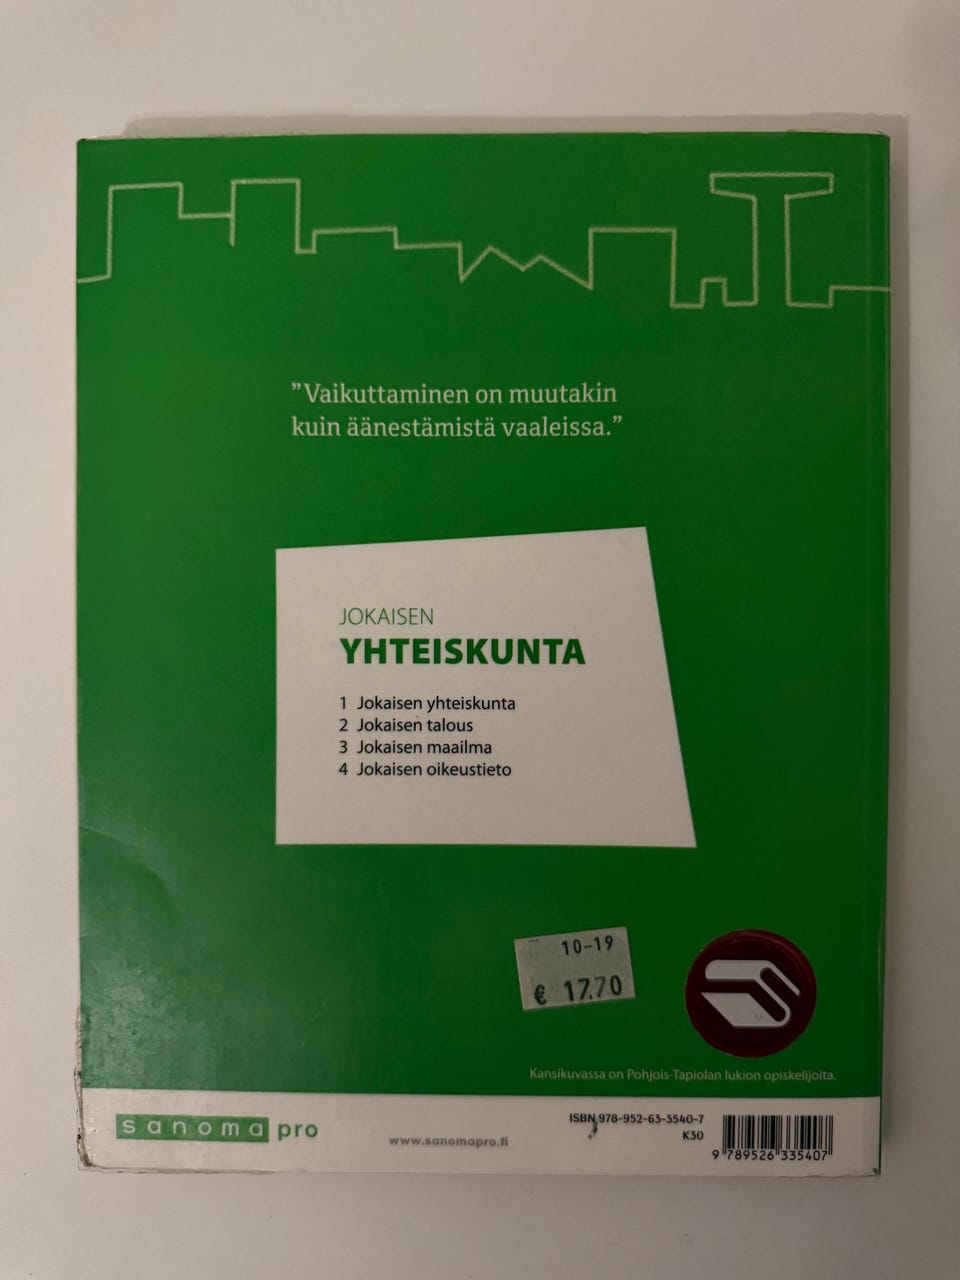 ”Vaikuttaminen on muutakin
kuin äänestämistä vaaleissa.”
JOKAISEN
YHTEISKUNTA
1 Jokaisen yhteiskunta
2 Jokaisen talous
3 Jokaisen maailma
4 Jokaisen oikeustieto
10-19
€ 17.70
Kansikuvassa on Pohjois-Tapiolan lukion opiskelijoita.
sanoma pro
www.sanomapro.fi
ISBN 978-952-63-3540-7
K30
9 789526 335407